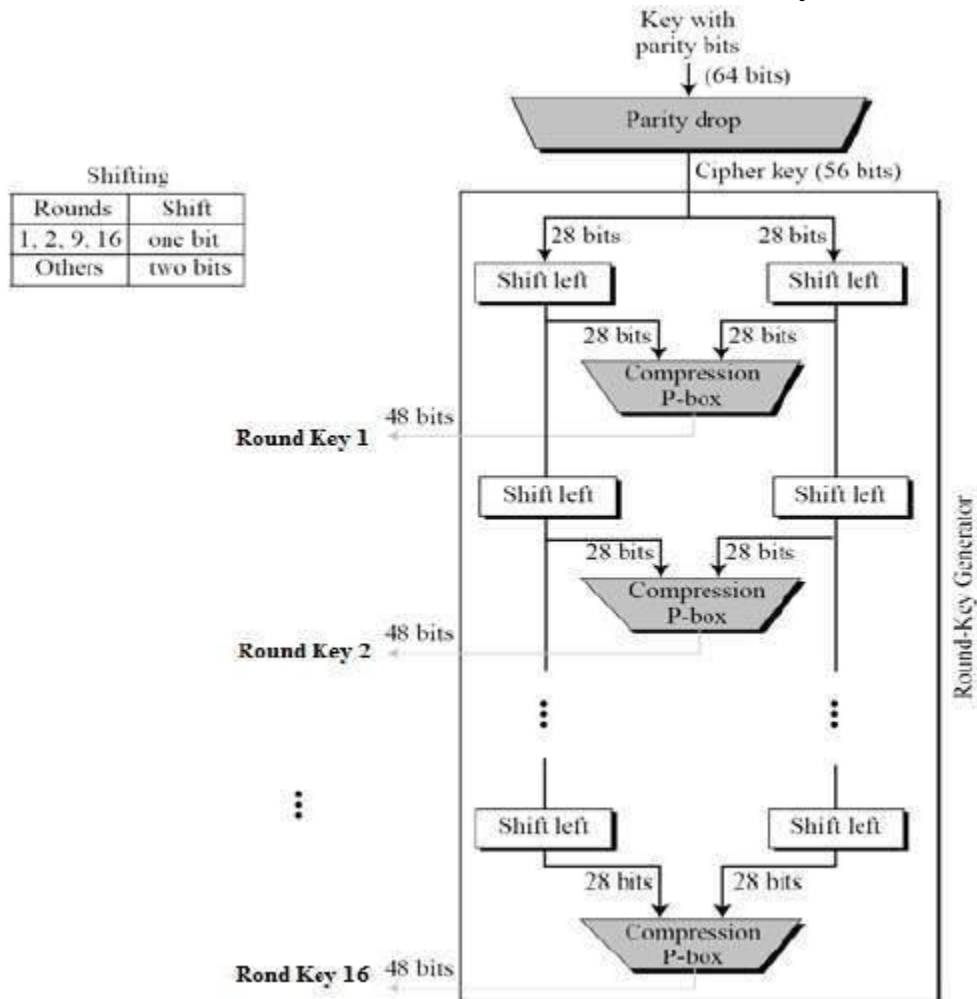 Key with
parity bits
(64 bits)
Parity drop
Cipher key (56 bits)
Shifting
Rounds Shift
1, 2, 9, 16 one bit
Others two bits
28 bits 28 bits
Shift left Shift left
28 bits 28 bits
Compression
P-box
48 bits
Round Key 1
Shift left Shift left
28 bits 28 bits
Compression
P-box
48 bits
Round Key 2
Round-Key Generator
Shift left Shift left
28 bits 28 bits
Compression
P-box
Rond Key 16 48 bits